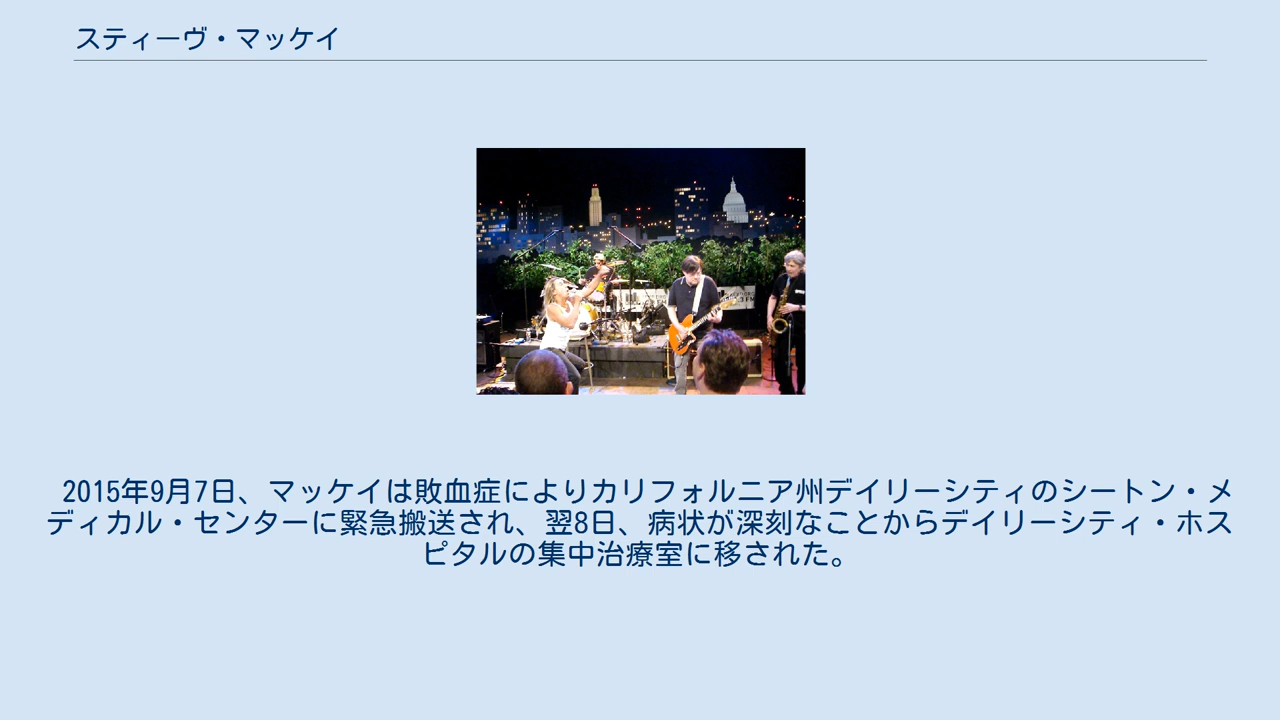 スティーヴ・マッケイ
2015年9月7日、マッケイは敗血症によりカリフォルニア州デイリーシティのシートン・メ
ディカル・センターに緊急搬送され、翌8日、病状が深刻なことからデイリーシティ・ホス
ピタルの集中治療室に移された。